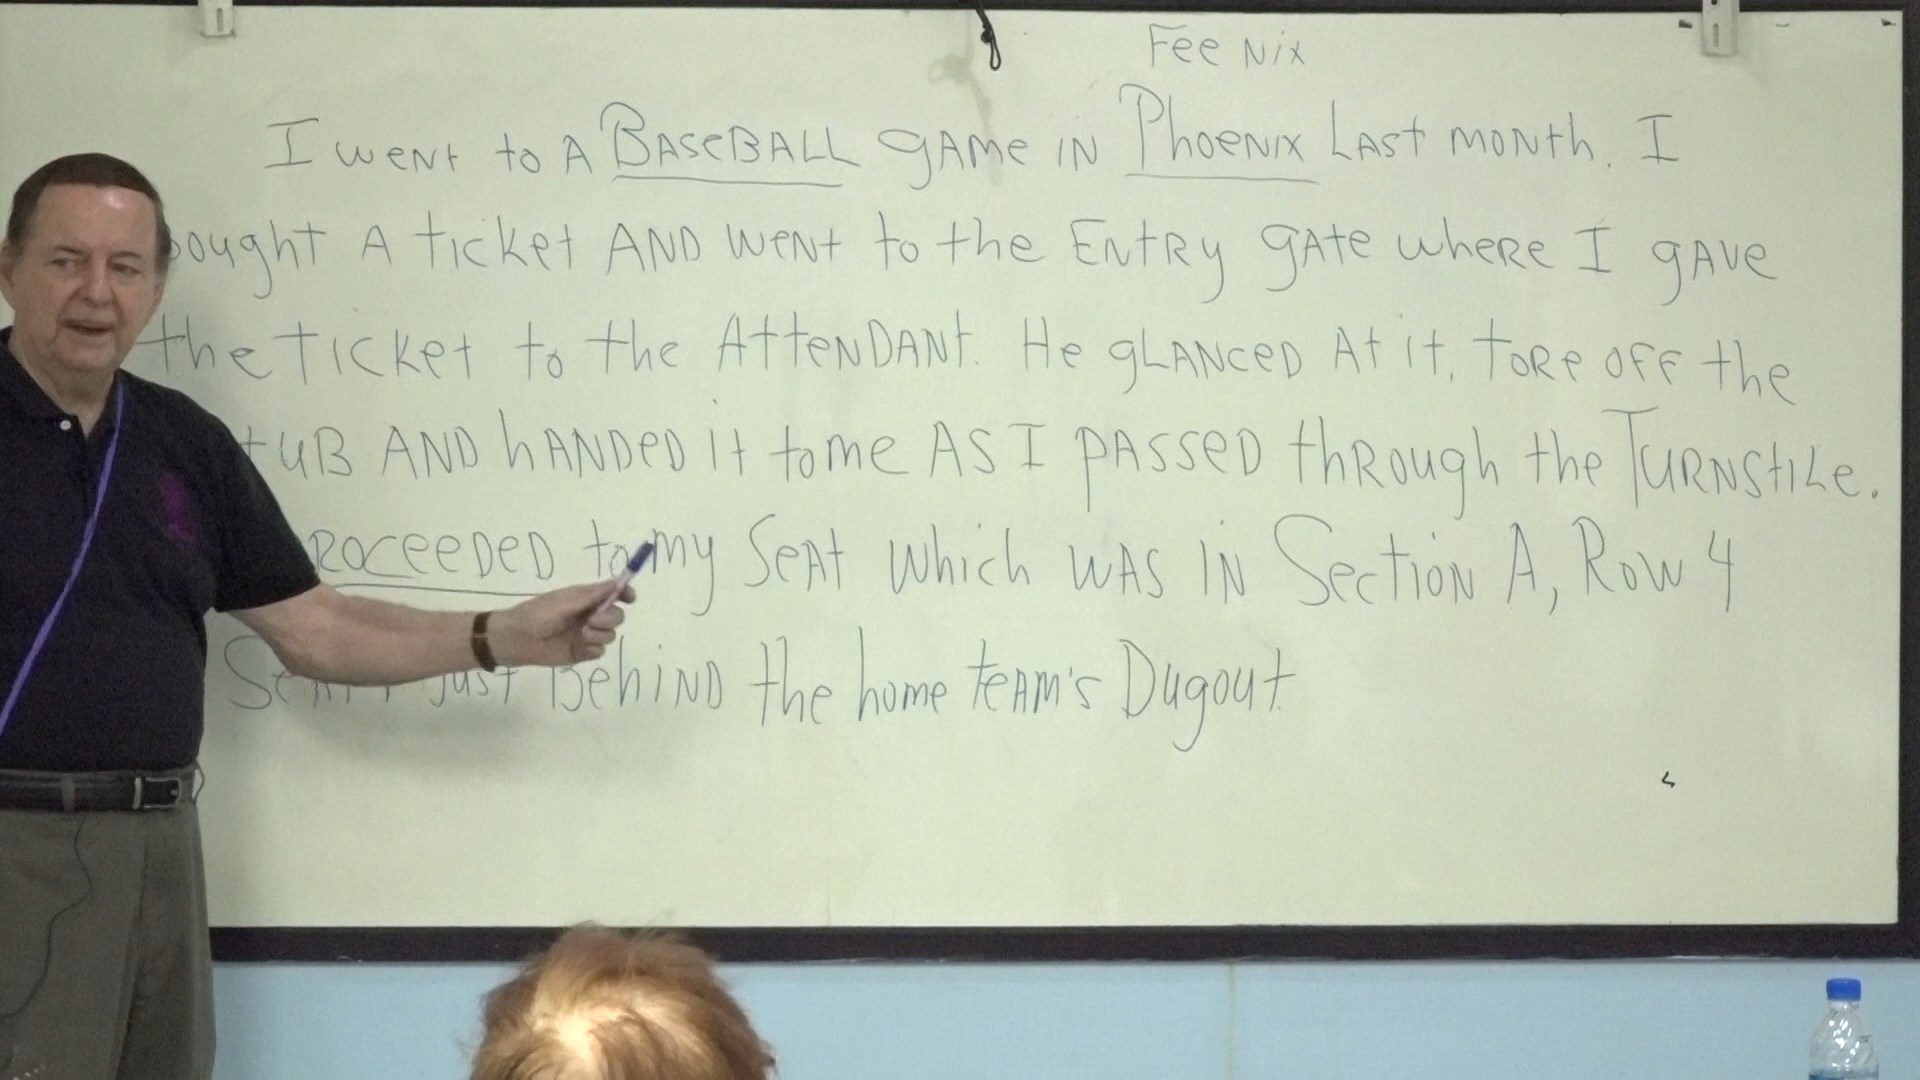 Fee Nix
I went to A BASEBALL gAMe IN PhoeNix LAst moNth. I
ought A ticket AND weNt to the ENtRy gAte wheRe I gAVe
the Ticket to the AtteNDANt. He gLANceD At it, toRe oFF the
tuB AND hANDeD it to me AS I pASSeD thRough the TuRNStiLe.
RoceeDeD to my SeAt which wAS IN SectioN A, Row 4
just BehiND the home teAm's Dugout.